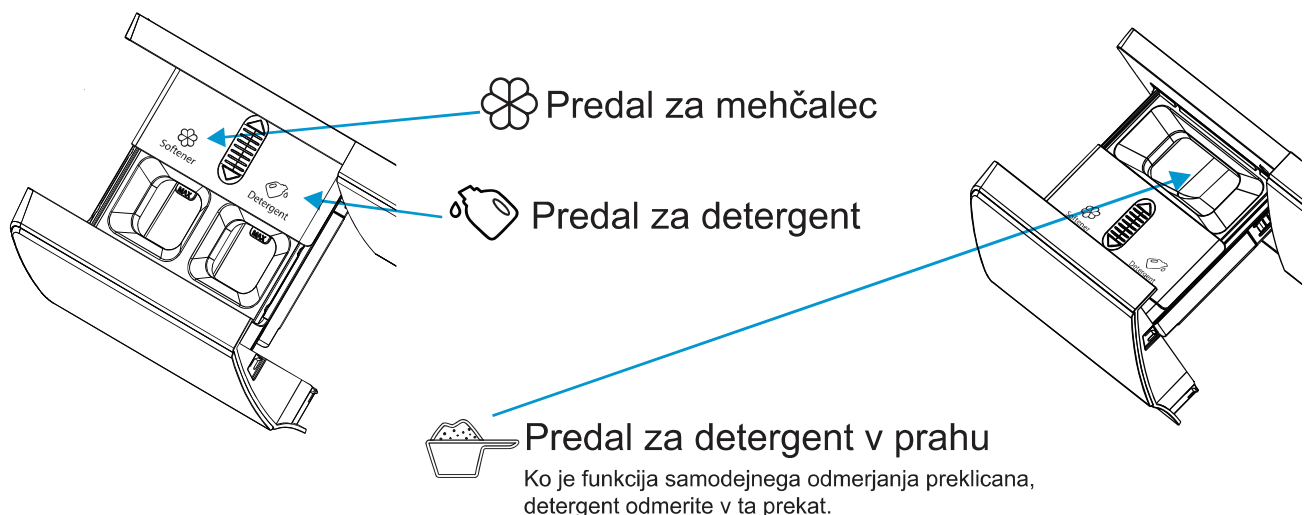 Predal za mehčalec
Softener
Detergent
MAX
MAX
Predal za detergent
Softener
Detergent
Predal za detergent v prahu
Ko je funkcija samodejnega odmerjanja preklicana,
detergent odmerite v ta prekat.